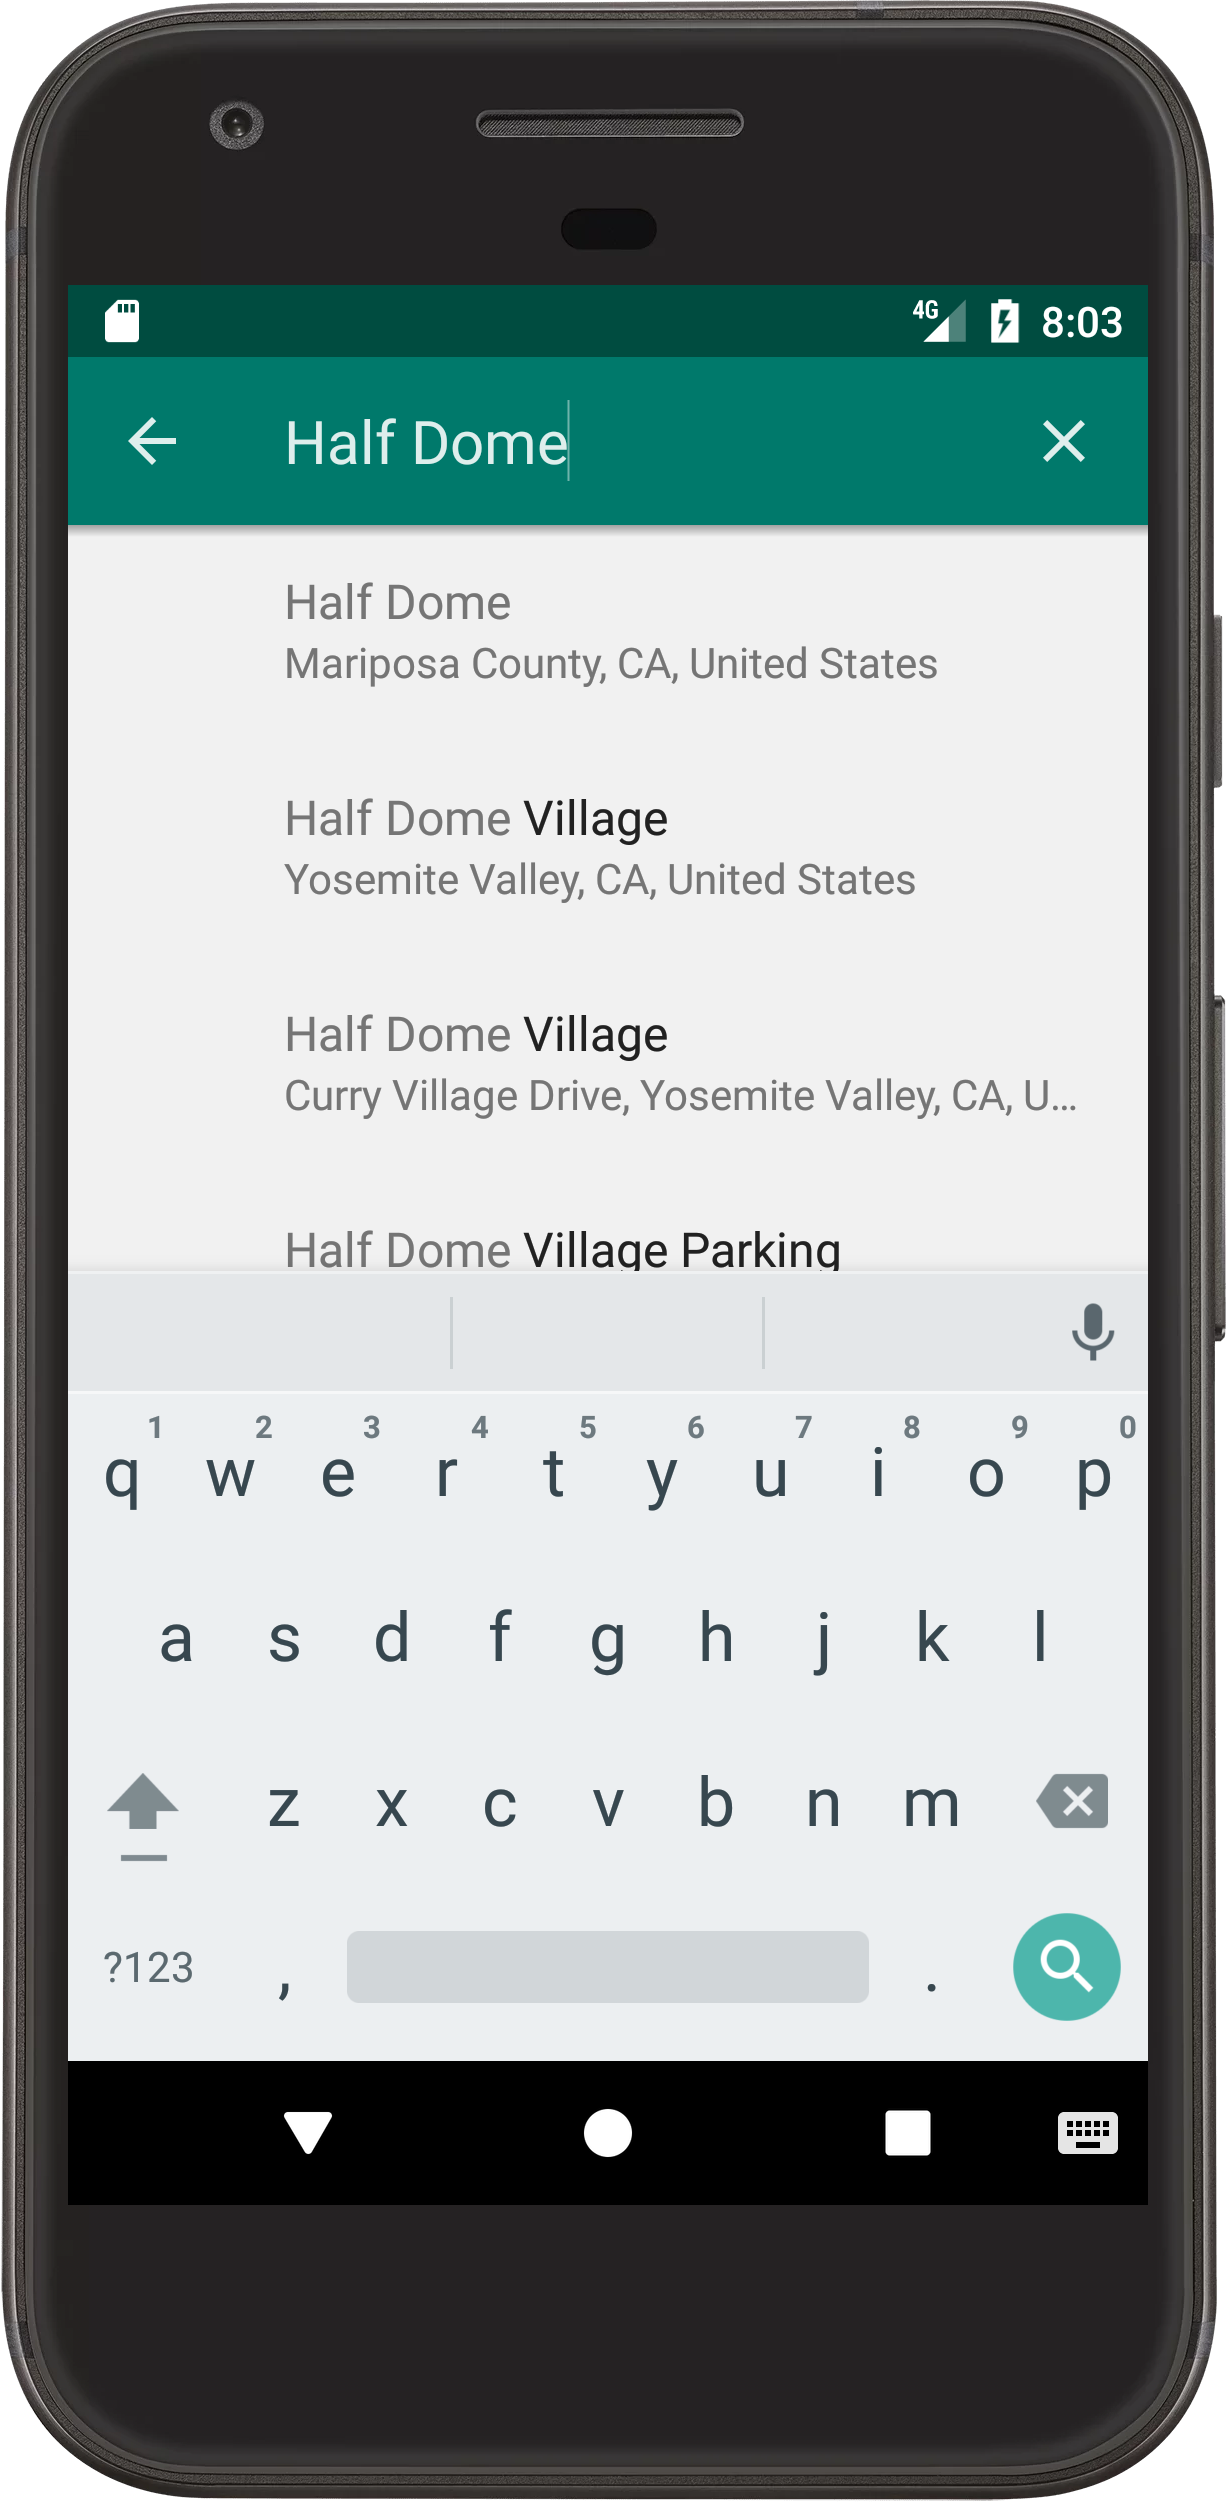 4G 8:03
Half Dome
Half Dome
Mariposa County, CA, United States
Half Dome Village
Yosemite Valley, CA, United States
Half Dome Village
Curry Village Drive, Yosemite Valley, CA, U...
Half Dome Village Parking
1 2 3 4 5 6 7 8 9 0
q w e r t y u i o p
a s d f g h j k l
z x c v b n m
?123 , .